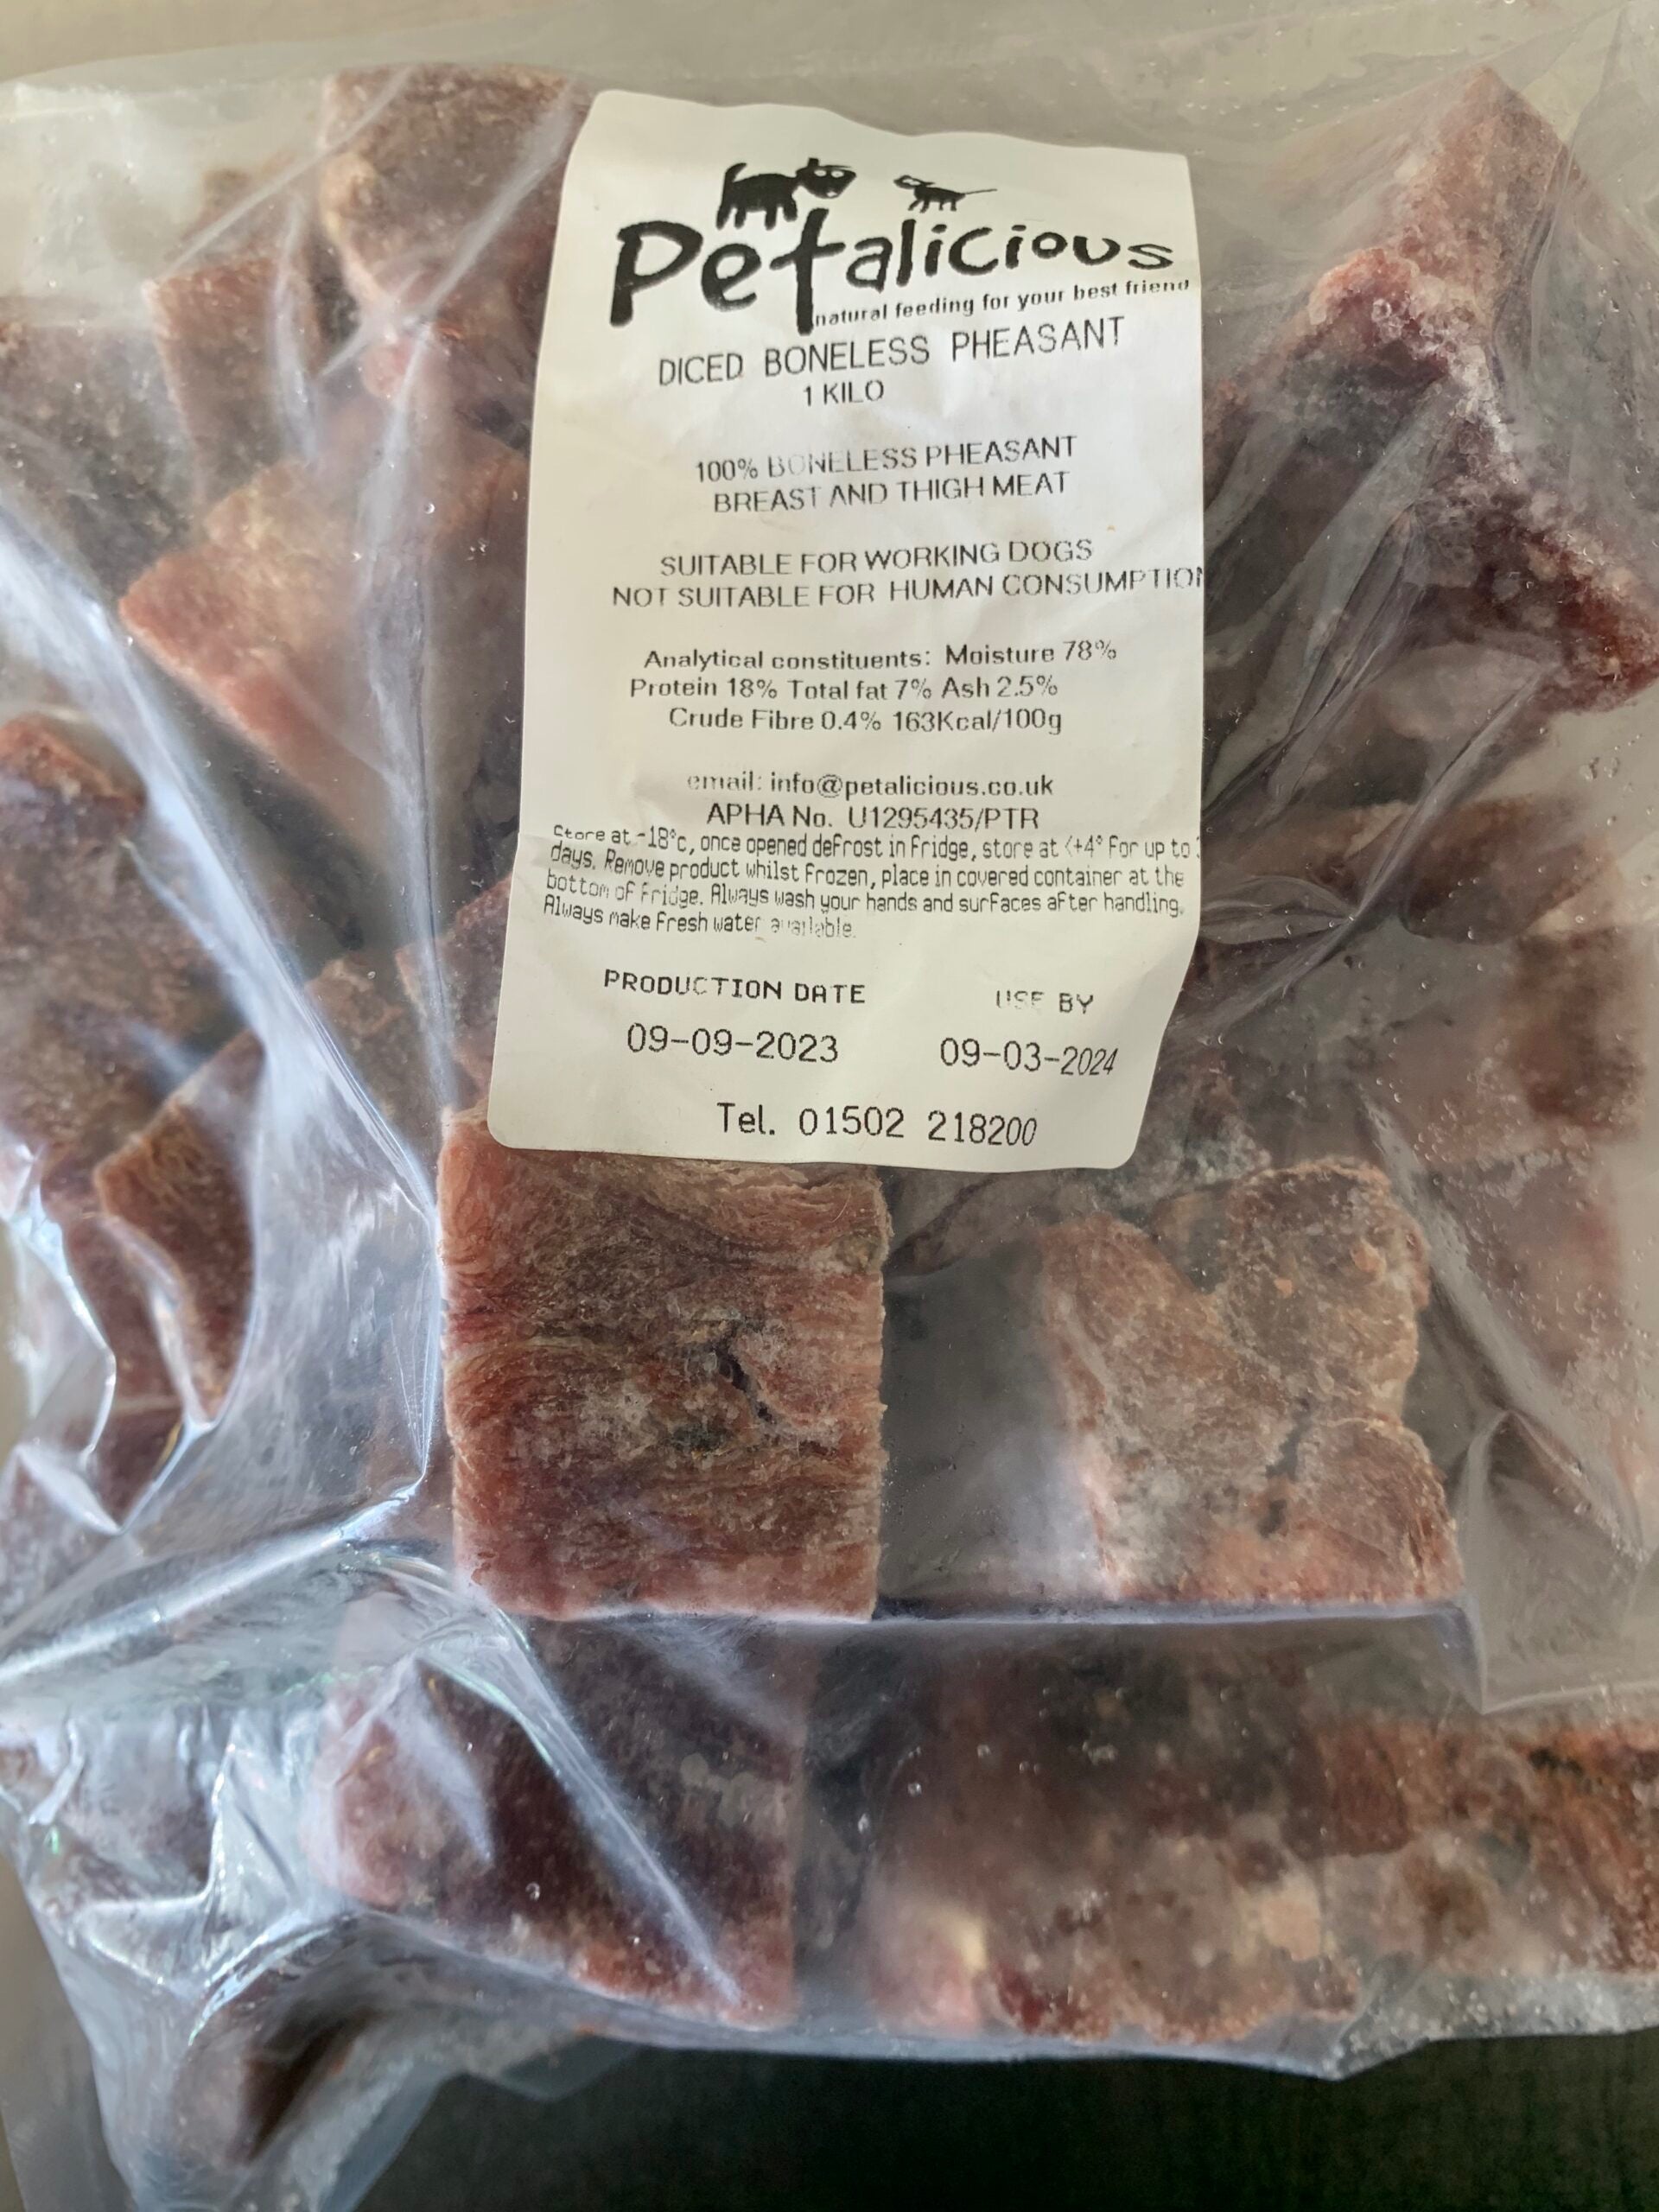 Petalicious
natural feeding for your best friend
DICED BONELESS PHEASANT
1 KILO
100% BONELESS PHEASANT
BREAST AND THIGH MEAT
SUITABLE FOR WORKING DOGS
NOT SUITABLE FOR HUMAN CONSUMPTION
Analytical constituents: Moisture 78%
Protein 18% Total fat 7% Ash 2.5%
Crude Fibre 0.4% 163Kcal/100g
email: info@petalicious.co.uk
APHA No. U1295435/PTR
Store at -18°c, once opened defrost in fridge, store at <+4° for up to
days. Remove product whilst frozen, place in covered container at the
bottom of fridge. Always wash your hands and surfaces after handling.
Always make fresh water available.
PRODUCTION DATE USE BY
09-09-2023 09-03-2024
Tel. 01502 218200